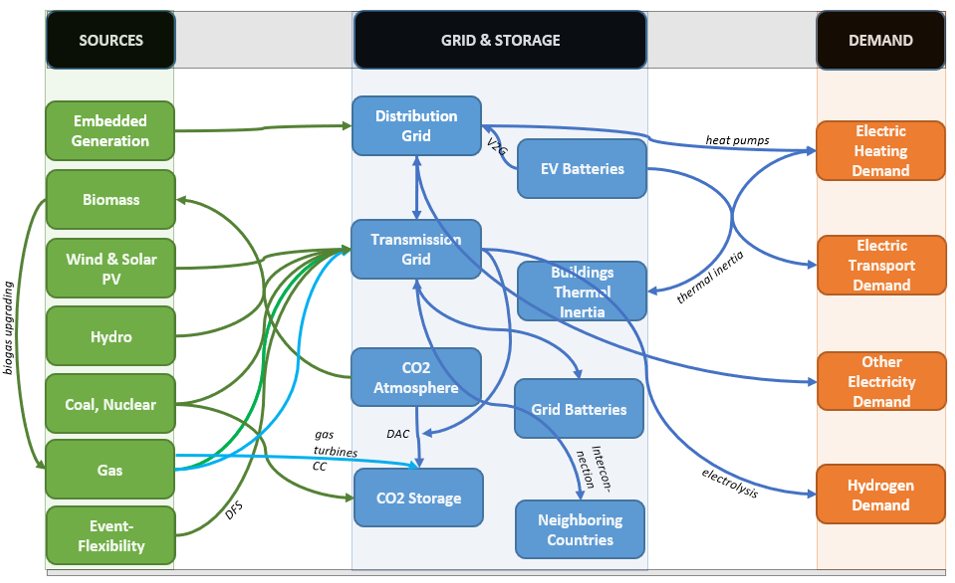 SOURCES
GRID & STORAGE
DEMAND
Embedded
Generation
Biomass
Wind & Solar
PV
Hydro
Coal, Nuclear
Gas
Event-
Flexibility
biogas upgrading
DFS
gas
turbines
CC
Distribution
Grid
V2G
EV Batteries
Transmission
Grid
Buildings
Thermal
Inertia
CO2
Atmosphere
DAC
Grid Batteries
CO2 Storage
Intercon-
nection
Neighboring
Countries
heat pumps
thermal inertia
electrolysis
Electric
Heating
Demand
Electric
Transport
Demand
Other
Electricity
Demand
Hydrogen
Demand